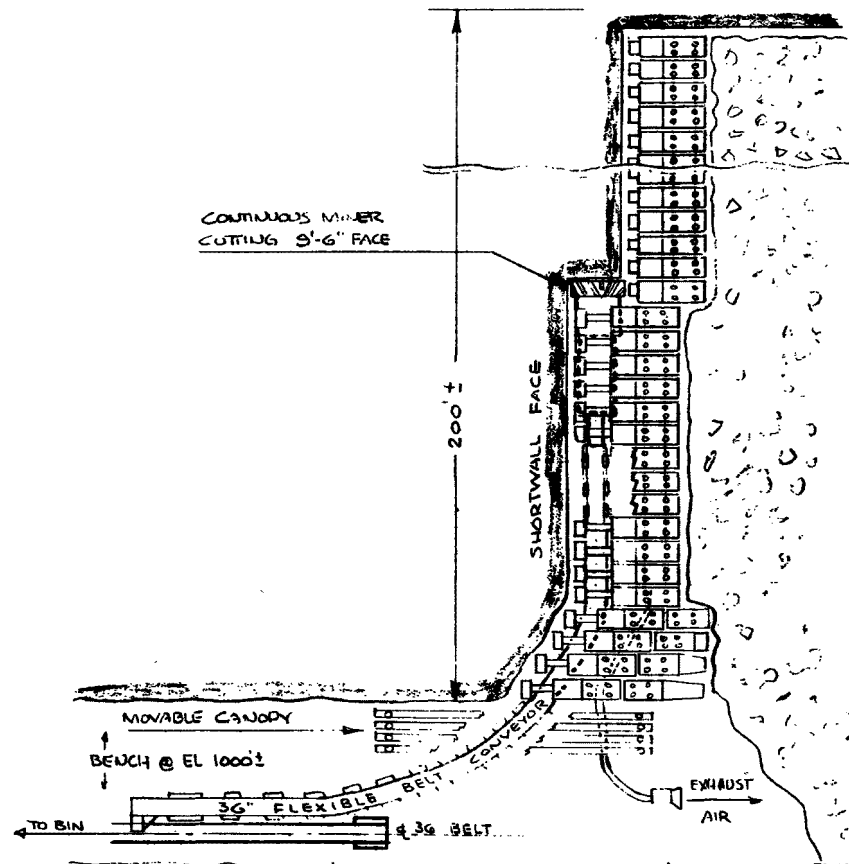 CONTINUOUS MINER
CUTTING 9'-6" FACE
200'±
SHORTWALL FACE
MOVABLE CANOPY
BENCH @ EL 1000'±
36" FLEXIBLE BELT CONVEYOR
TO BIN
℄ 36 BELT
EXHAUST
AIR